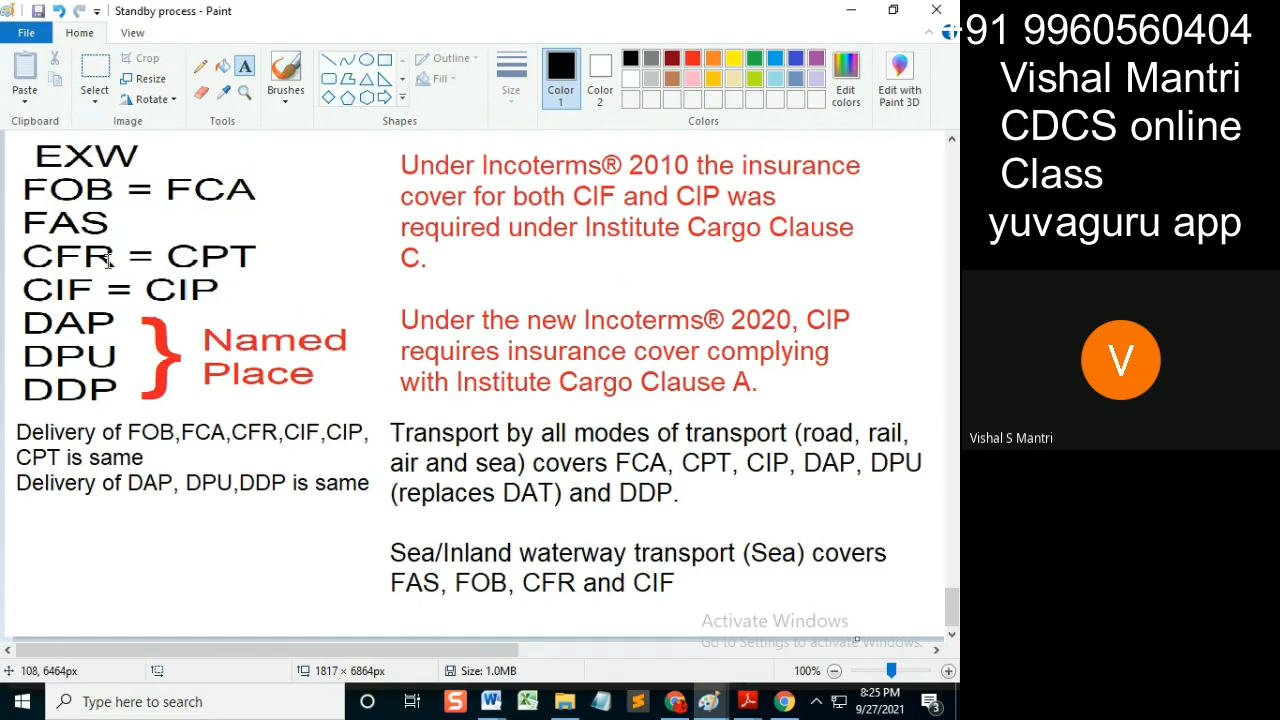 Standby process - Paint
File
Home
View
Paste
Select
Crop
Resize
Rotate
Brushes
Outline
Fill
Size
Color 1
Color 2
Edit colors
Edit with Paint 3D
Clipboard
Image
Tools
Shapes
Colors
EXW
FOB = FCA
FAS
CFR = CPT
CIF = CIP
DAP
DPU
DDP
} Named
Place
Delivery of FOB,FCA,CFR,CIF,CIP,
CPT is same
Delivery of DAP, DPU,DDP is same
Under Incoterms® 2010 the insurance
cover for both CIF and CIP was
required under Institute Cargo Clause
C.
Under the new Incoterms® 2020, CIP
requires insurance cover complying
with Institute Cargo Clause A.
Transport by all modes of transport (road, rail,
air and sea) covers FCA, CPT, CIP, DAP, DPU
(replaces DAT) and DDP.
Sea/Inland waterway transport (Sea) covers
FAS, FOB, CFR and CIF
Activate Windows
Go to Settings to activate Windows.
108, 6464px
1817 × 6864px
Size: 1.0MB
100%
Type here to search
8:25 PM
9/27/2021
3
+91 9960560404
Vishal Mantri
CDCS online
Class
yuvaguru app
V
Vishal S Mantri